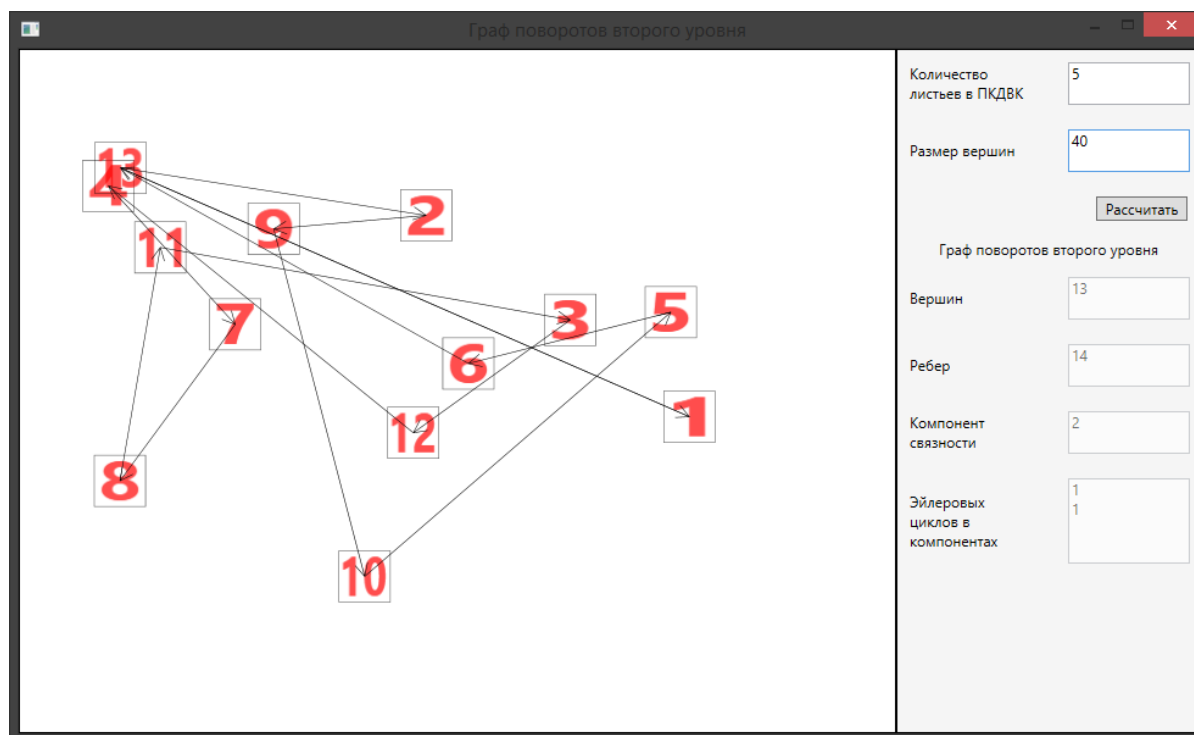 Граф поворотов второго уровня
Количество
листьев в ПКДВК
5
Размер вершин
40
Рассчитать
Граф поворотов второго уровня
Вершин
13
Ребер
14
Компонент
связности
2
Эйлеровых
циклов в
компонентах
1
1
13
4
2
9
11
7
3
5
6
1
12
8
10